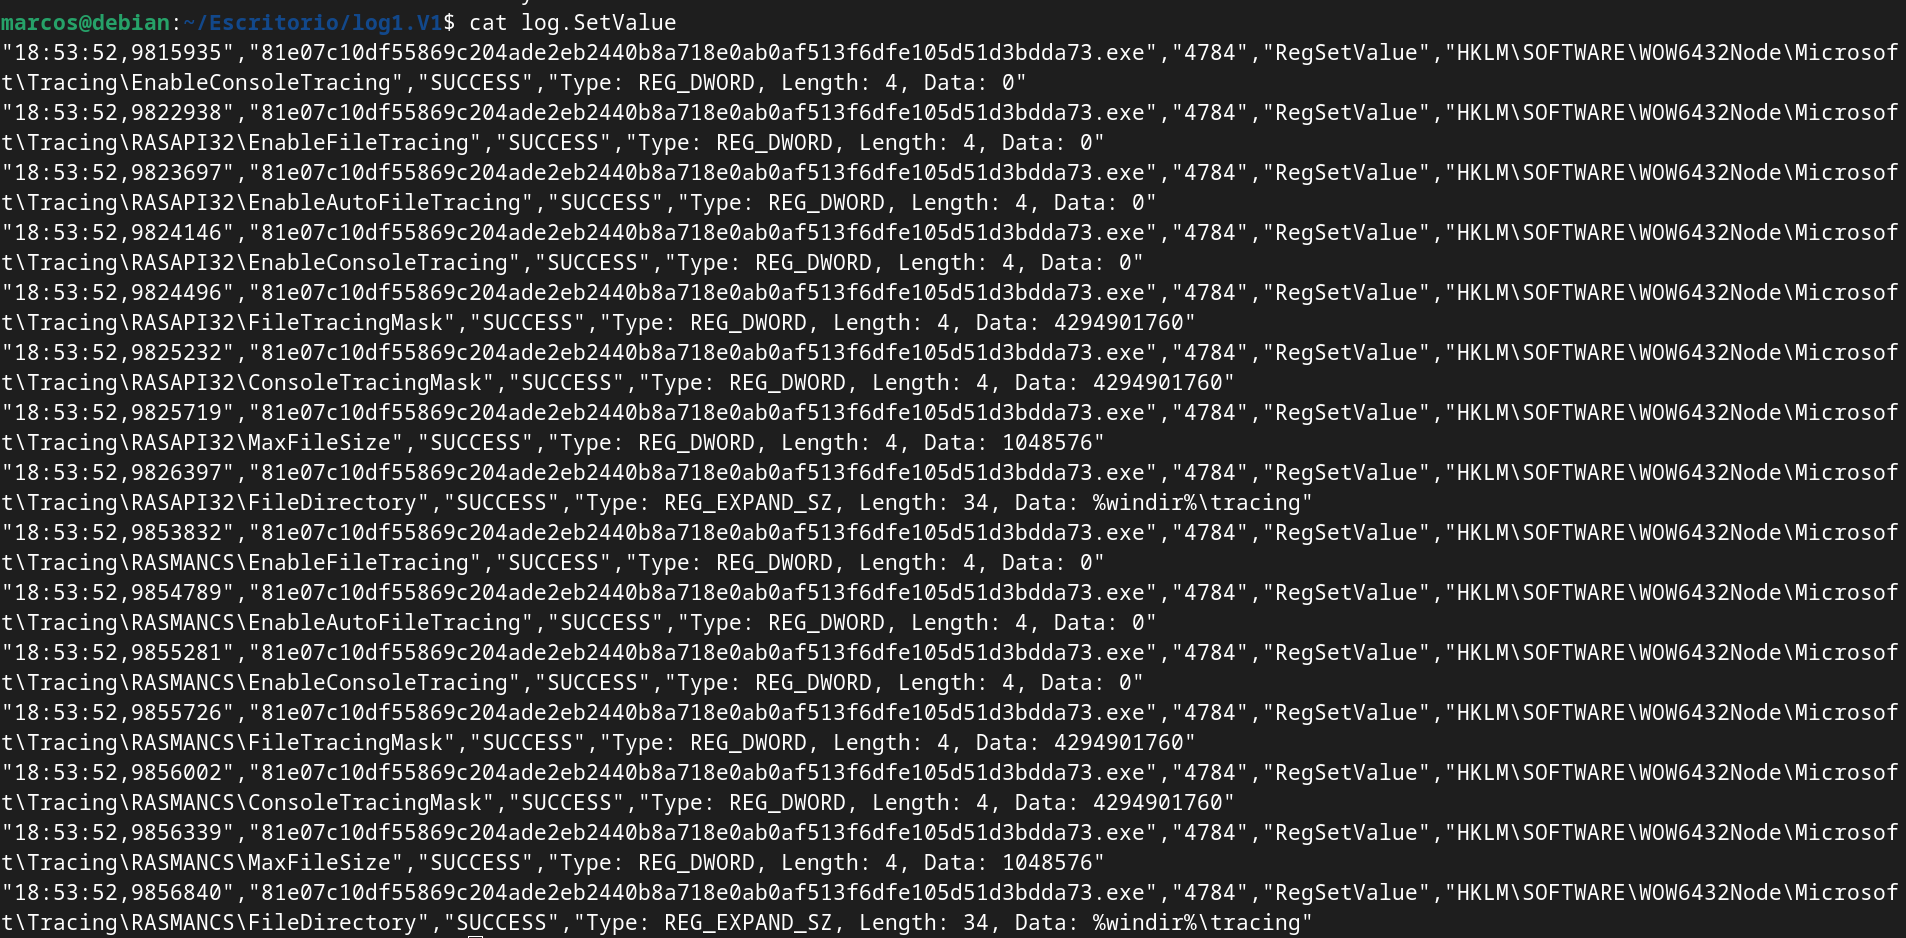 marcos@debian:~/Escritorio/log1.V1$ cat log.SetValue
"18:53:52,9815935","81e07c10df55869c204ade2eb2440b8a718e0ab0af513f6dfe105d51d3bdda73.exe","4784","RegSetValue","HKLM\SOFTWARE\WOW6432Node\Microsof
t\Tracing\EnableConsoleTracing","SUCCESS","Type: REG_DWORD, Length: 4, Data: 0"
"18:53:52,9822938","81e07c10df55869c204ade2eb2440b8a718e0ab0af513f6dfe105d51d3bdda73.exe","4784","RegSetValue","HKLM\SOFTWARE\WOW6432Node\Microsof
t\Tracing\RASAPI32\EnableFileTracing","SUCCESS","Type: REG_DWORD, Length: 4, Data: 0"
"18:53:52,9823697","81e07c10df55869c204ade2eb2440b8a718e0ab0af513f6dfe105d51d3bdda73.exe","4784","RegSetValue","HKLM\SOFTWARE\WOW6432Node\Microsof
t\Tracing\RASAPI32\EnableAutoFileTracing","SUCCESS","Type: REG_DWORD, Length: 4, Data: 0"
"18:53:52,9824146","81e07c10df55869c204ade2eb2440b8a718e0ab0af513f6dfe105d51d3bdda73.exe","4784","RegSetValue","HKLM\SOFTWARE\WOW6432Node\Microsof
t\Tracing\RASAPI32\EnableConsoleTracing","SUCCESS","Type: REG_DWORD, Length: 4, Data: 0"
"18:53:52,9824496","81e07c10df55869c204ade2eb2440b8a718e0ab0af513f6dfe105d51d3bdda73.exe","4784","RegSetValue","HKLM\SOFTWARE\WOW6432Node\Microsof
t\Tracing\RASAPI32\FileTracingMask","SUCCESS","Type: REG_DWORD, Length: 4, Data: 4294901760"
"18:53:52,9825232","81e07c10df55869c204ade2eb2440b8a718e0ab0af513f6dfe105d51d3bdda73.exe","4784","RegSetValue","HKLM\SOFTWARE\WOW6432Node\Microsof
t\Tracing\RASAPI32\ConsoleTracingMask","SUCCESS","Type: REG_DWORD, Length: 4, Data: 4294901760"
"18:53:52,9825719","81e07c10df55869c204ade2eb2440b8a718e0ab0af513f6dfe105d51d3bdda73.exe","4784","RegSetValue","HKLM\SOFTWARE\WOW6432Node\Microsof
t\Tracing\RASAPI32\MaxFileSize","SUCCESS","Type: REG_DWORD, Length: 4, Data: 1048576"
"18:53:52,9826397","81e07c10df55869c204ade2eb2440b8a718e0ab0af513f6dfe105d51d3bdda73.exe","4784","RegSetValue","HKLM\SOFTWARE\WOW6432Node\Microsof
t\Tracing\RASAPI32\FileDirectory","SUCCESS","Type: REG_EXPAND_SZ, Length: 34, Data: %windir%\tracing"
"18:53:52,9853832","81e07c10df55869c204ade2eb2440b8a718e0ab0af513f6dfe105d51d3bdda73.exe","4784","RegSetValue","HKLM\SOFTWARE\WOW6432Node\Microsof
t\Tracing\RASMANCS\EnableFileTracing","SUCCESS","Type: REG_DWORD, Length: 4, Data: 0"
"18:53:52,9854789","81e07c10df55869c204ade2eb2440b8a718e0ab0af513f6dfe105d51d3bdda73.exe","4784","RegSetValue","HKLM\SOFTWARE\WOW6432Node\Microsof
t\Tracing\RASMANCS\EnableAutoFileTracing","SUCCESS","Type: REG_DWORD, Length: 4, Data: 0"
"18:53:52,9855281","81e07c10df55869c204ade2eb2440b8a718e0ab0af513f6dfe105d51d3bdda73.exe","4784","RegSetValue","HKLM\SOFTWARE\WOW6432Node\Microsof
t\Tracing\RASMANCS\EnableConsoleTracing","SUCCESS","Type: REG_DWORD, Length: 4, Data: 0"
"18:53:52,9855726","81e07c10df55869c204ade2eb2440b8a718e0ab0af513f6dfe105d51d3bdda73.exe","4784","RegSetValue","HKLM\SOFTWARE\WOW6432Node\Microsof
t\Tracing\RASMANCS\FileTracingMask","SUCCESS","Type: REG_DWORD, Length: 4, Data: 4294901760"
"18:53:52,9856002","81e07c10df55869c204ade2eb2440b8a718e0ab0af513f6dfe105d51d3bdda73.exe","4784","RegSetValue","HKLM\SOFTWARE\WOW6432Node\Microsof
t\Tracing\RASMANCS\ConsoleTracingMask","SUCCESS","Type: REG_DWORD, Length: 4, Data: 4294901760"
"18:53:52,9856339","81e07c10df55869c204ade2eb2440b8a718e0ab0af513f6dfe105d51d3bdda73.exe","4784","RegSetValue","HKLM\SOFTWARE\WOW6432Node\Microsof
t\Tracing\RASMANCS\MaxFileSize","SUCCESS","Type: REG_DWORD, Length: 4, Data: 1048576"
"18:53:52,9856840","81e07c10df55869c204ade2eb2440b8a718e0ab0af513f6dfe105d51d3bdda73.exe","4784","RegSetValue","HKLM\SOFTWARE\WOW6432Node\Microsof
t\Tracing\RASMANCS\FileDirectory","SUCCESS","Type: REG_EXPAND_SZ, Length: 34, Data: %windir%\tracing"